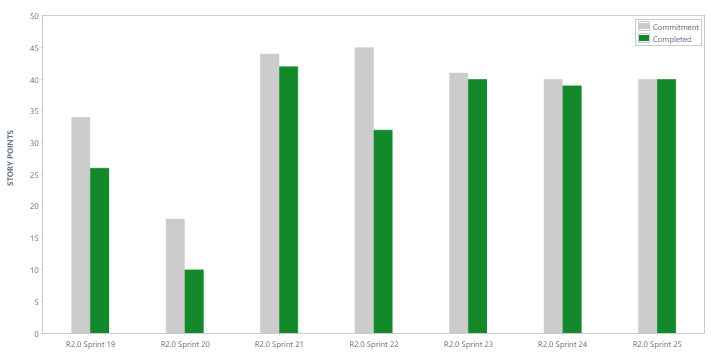 50
45
40
35
30
25
20
15
10
5
0
STORY POINTS
Commitment
Completed
R2.0 Sprint 19
R2.0 Sprint 20
R2.0 Sprint 21
R2.0 Sprint 22
R2.0 Sprint 23
R2.0 Sprint 24
R2.0 Sprint 25